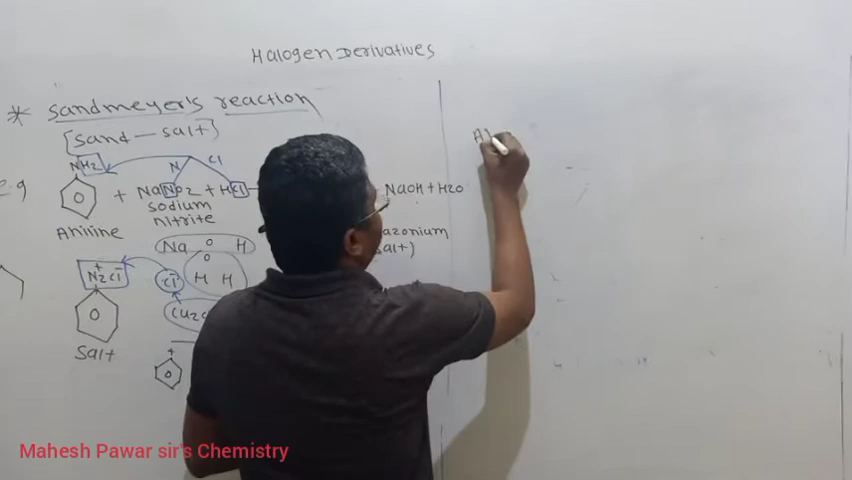 Halogen Derivatives
* sandmeyer's reaction
[sand — salt]
NH2 N Cl
e.g + NaNO2 + HCl NaOH + H2O
sodium
nitrite
Aniline azonium
Na O H salt)
O
H H
+
N2Cl- Cl-
Cu2C
salt
+
Mahesh Pawar sir's Chemistry